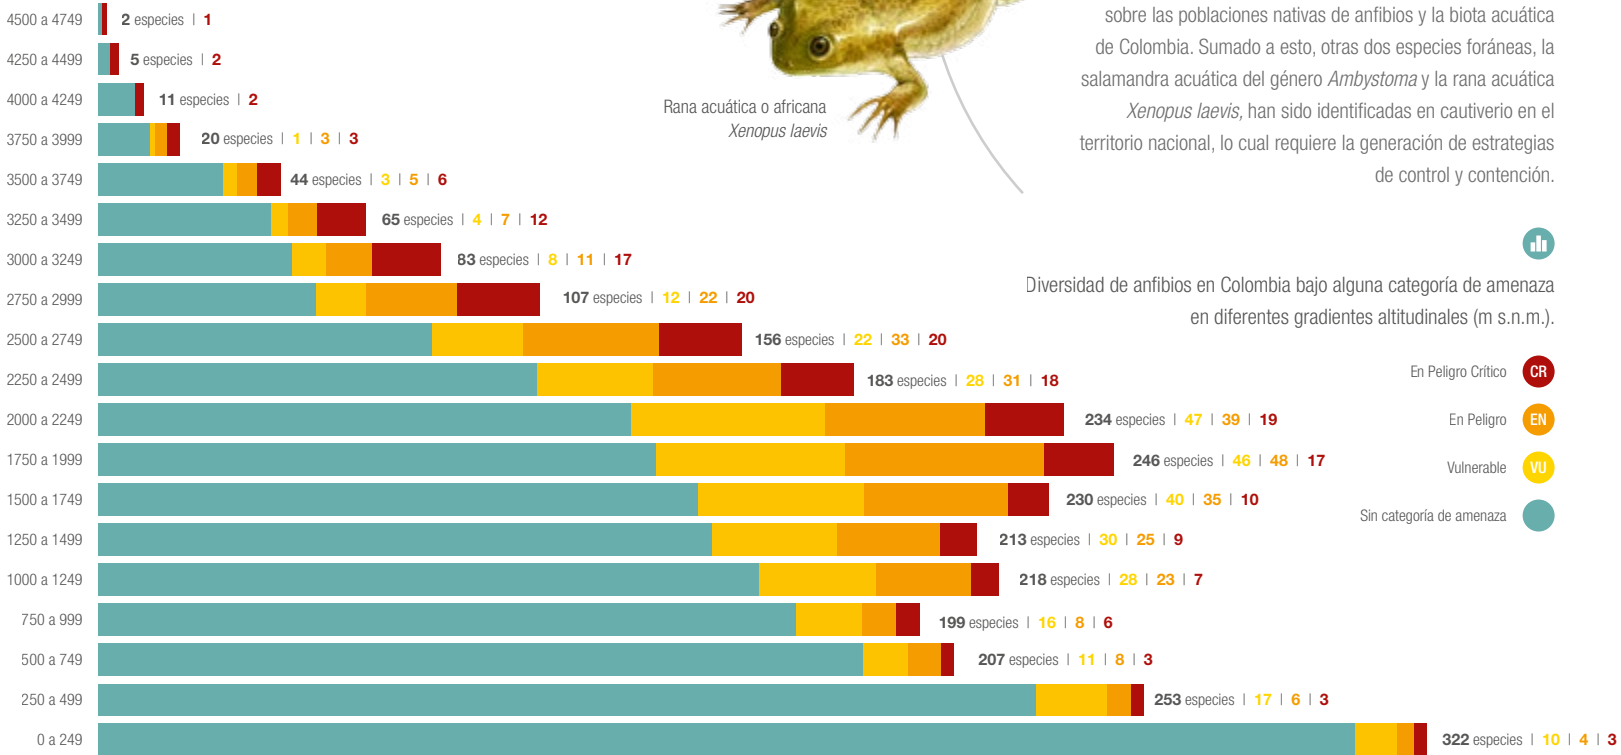 4500 a 4749 2 especies | 1
4250 a 4499 5 especies | 2
4000 a 4249 11 especies | 2
3750 a 3999 20 especies | 1 | 3 | 3
3500 a 3749 44 especies | 3 | 5 | 6
3250 a 3499 65 especies | 4 | 7 | 12
3000 a 3249 83 especies | 8 | 11 | 17
2750 a 2999 107 especies | 12 | 22 | 20
2500 a 2749 156 especies | 22 | 33 | 20
2250 a 2499 183 especies | 28 | 31 | 18
2000 a 2249 234 especies | 47 | 39 | 19
1750 a 1999 246 especies | 46 | 48 | 17
1500 a 1749 230 especies | 40 | 35 | 10
1250 a 1499 213 especies | 30 | 25 | 9
1000 a 1249 218 especies | 28 | 23 | 7
750 a 999 199 especies | 16 | 8 | 6
500 a 749 207 especies | 11 | 8 | 3
250 a 499 253 especies | 17 | 6 | 3
0 a 249 322 especies | 10 | 4 | 3
Rana acuática o africana
Xenopus laevis
sobre las poblaciones nativas de anfibios y la biota acuática
de Colombia. Sumado a esto, otras dos especies foráneas, la
salamandra acuática del género Ambystoma y la rana acuática
Xenopus laevis, han sido identificadas en cautiverio en el
territorio nacional, lo cual requiere la generación de estrategias
de control y contención.
Diversidad de anfibios en Colombia bajo alguna categoría de amenaza
en diferentes gradientes altitudinales (m s.n.m.).
En Peligro Crítico CR
En Peligro EN
Vulnerable VU
Sin categoría de amenaza